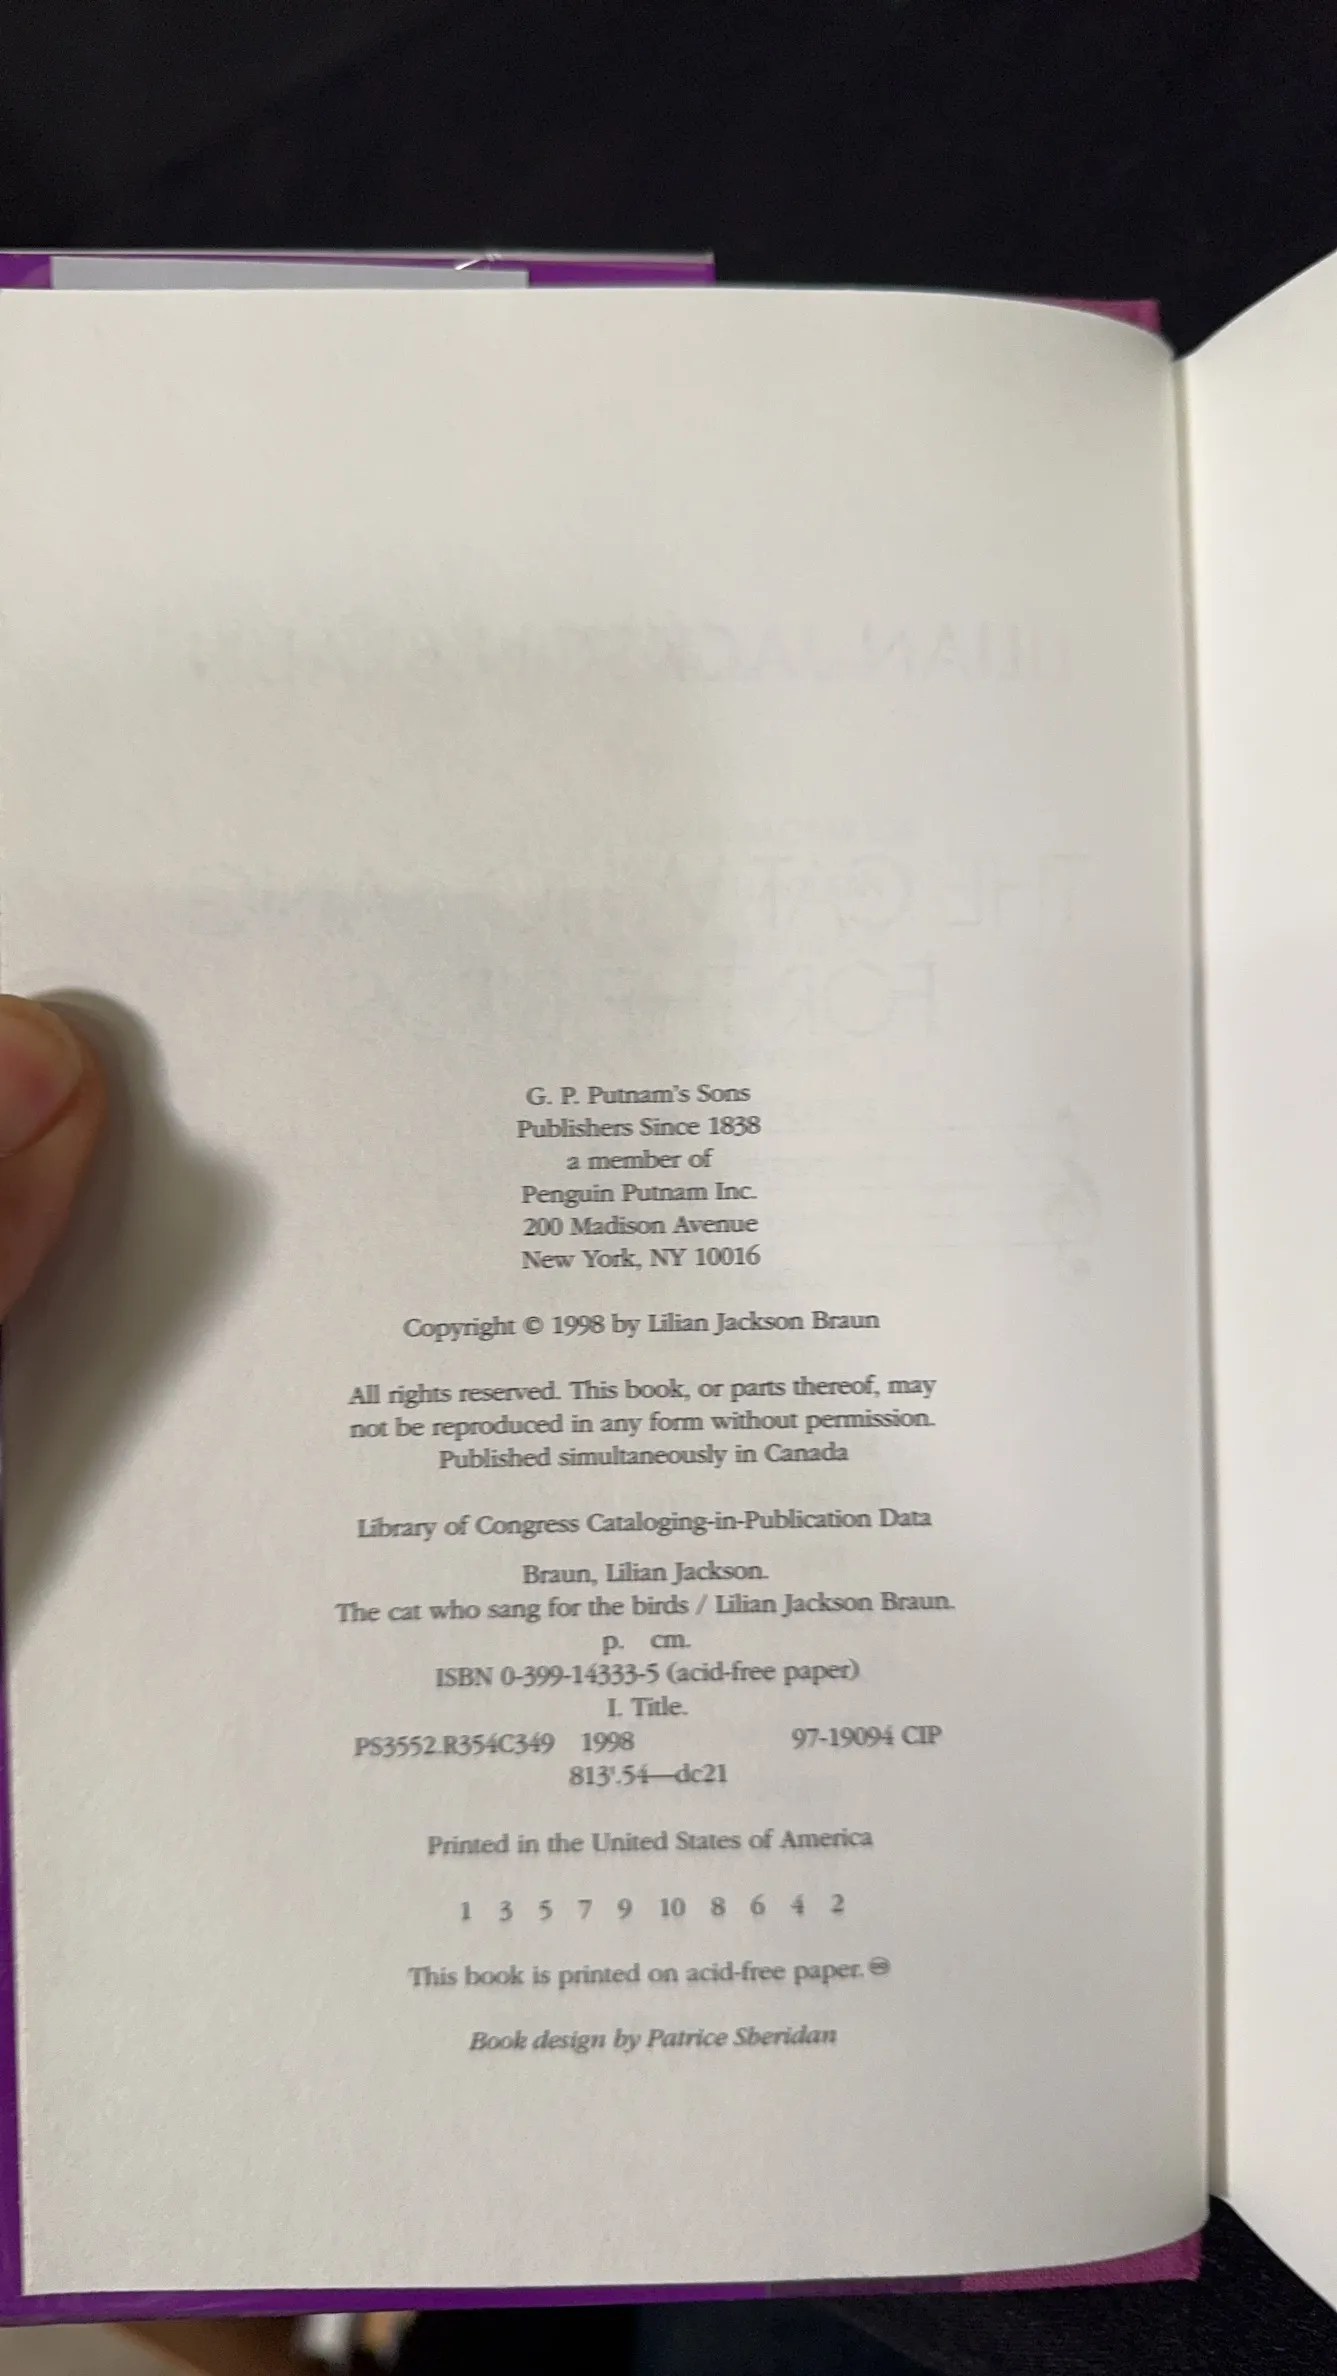 G. P. Putnam's Sons
Publishers Since 1838
a member of
Penguin Putnam Inc.
200 Madison Avenue
New York, NY 10016
Copyright © 1998 by Lilian Jackson Braun
All rights reserved. This book, or parts thereof, may
not be reproduced in any form without permission.
Published simultaneously in Canada
Library of Congress Cataloging-in-Publication Data
Braun, Lilian Jackson.
The cat who sang for the birds / Lilian Jackson Braun.
p. cm.
ISBN 0-399-14333-5 (acid-free paper)
I. Title.
PS3552.R354C349 1998 97-19094 CIP
813'.54—dc21
Printed in the United States of America
1 3 5 7 9 10 8 6 4 2
This book is printed on acid-free paper. ♾
Book design by Patrice Sheridan